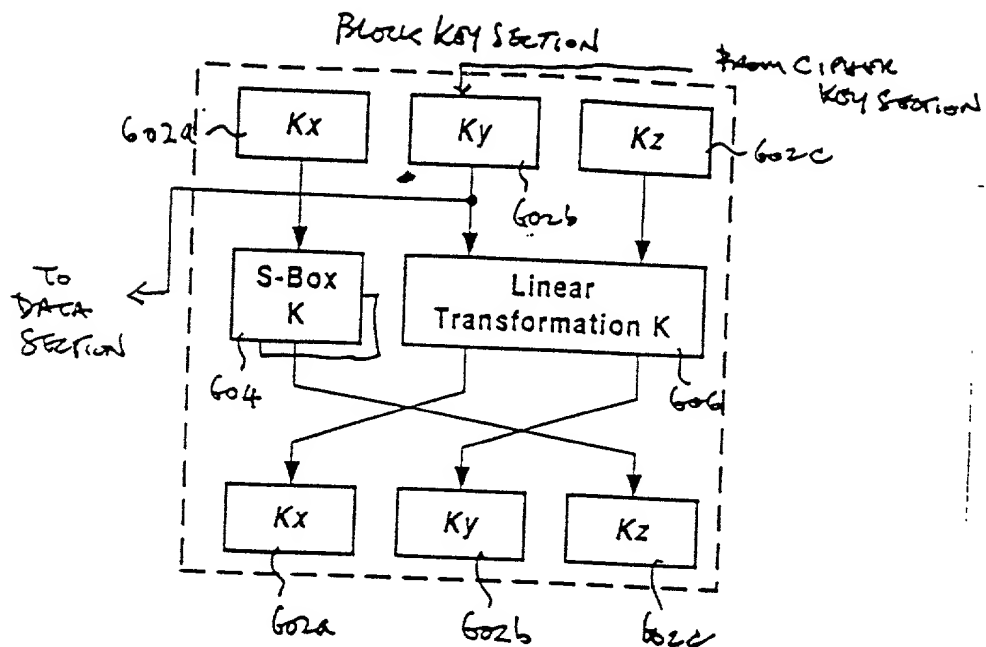 BLOCK KEY SECTION
FROM CIPHER
KEY SECTION
602a
Kx
Ky
Kz
602c
602b
TO
DATA
SECTION
S-Box
K
Linear
Transformation K
604
606
Kx
Ky
Kz
602a
602b
602c